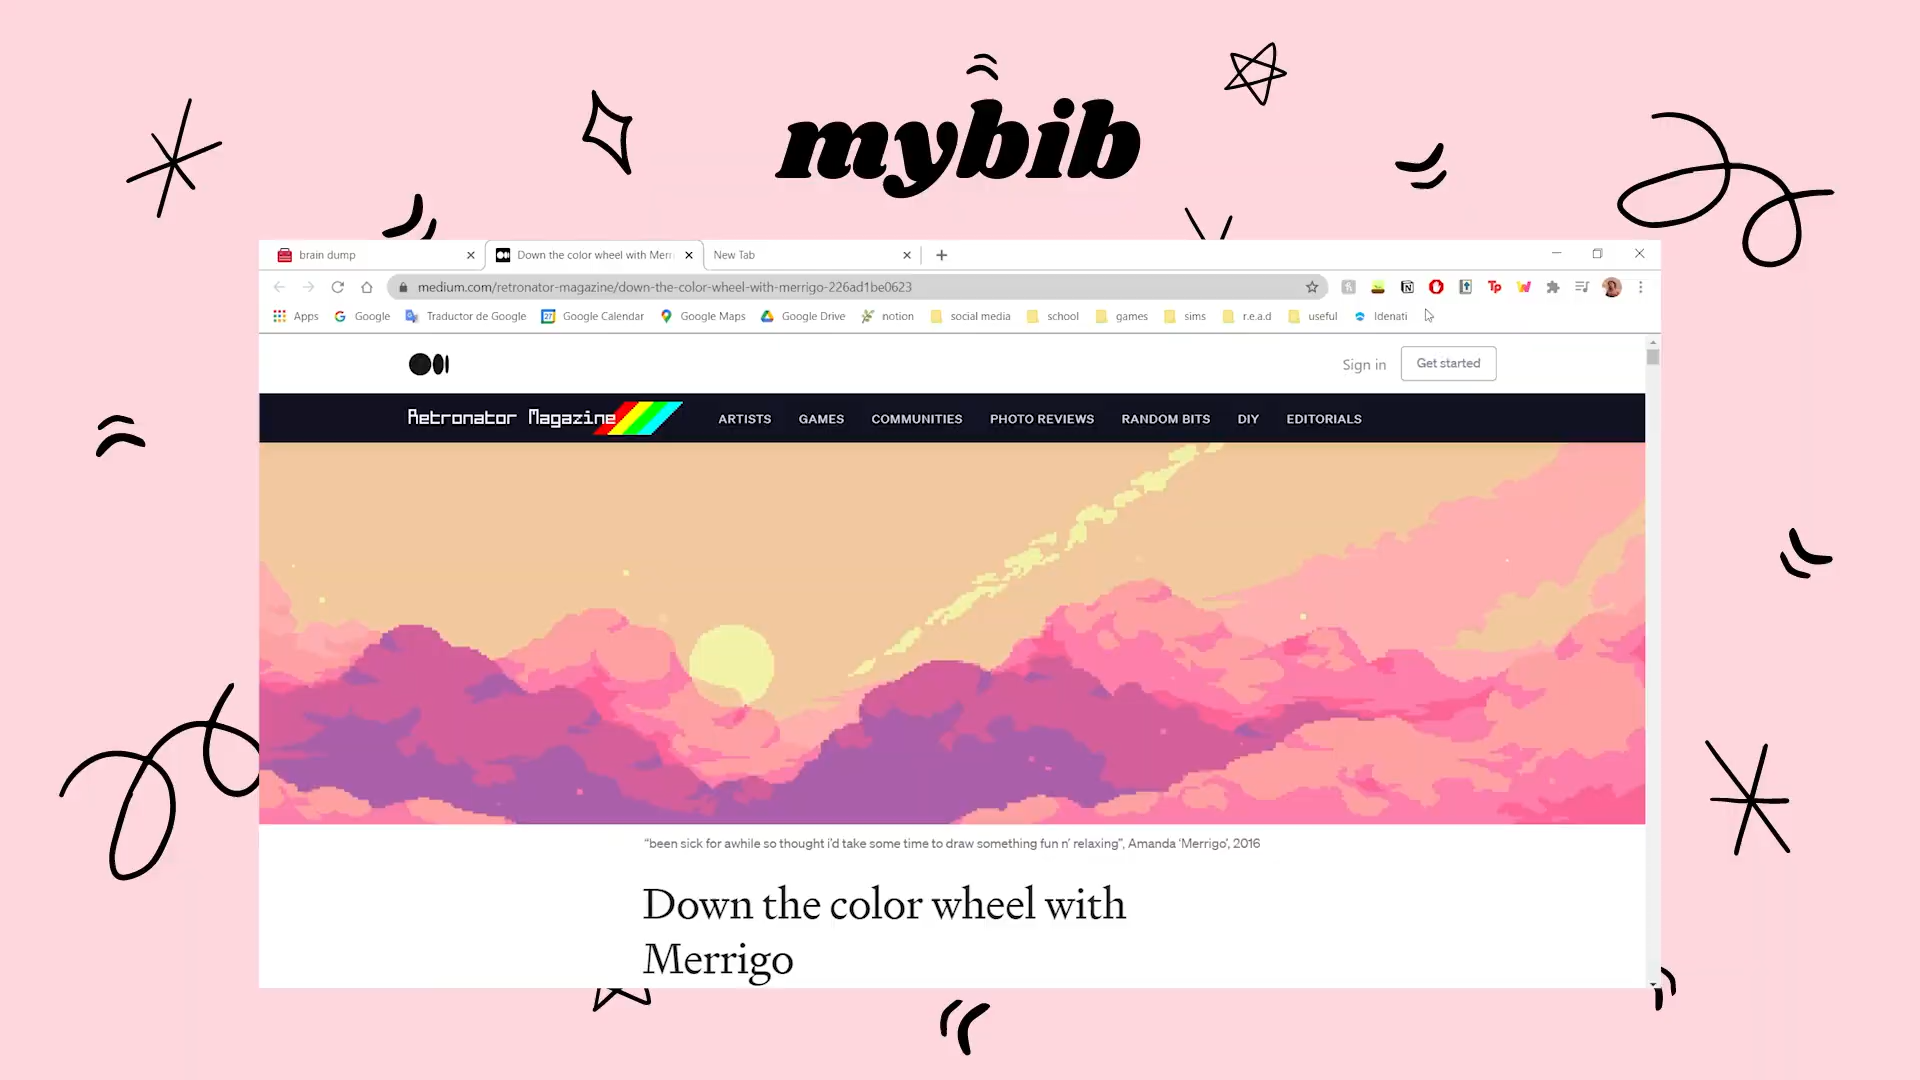 mybib
brain dump
Down the color wheel with Merri
New Tab
medium.com/retronator-magazine/down-the-color-wheel-with-merrigo-226ad1be0623
Apps Google Traductor de Google Google Calendar Google Maps Google Drive notion social media school games sims r.e.a.d useful Idenati
Sign in Get started
Retronator Magazine ARTISTS GAMES COMMUNITIES PHOTO REVIEWS RANDOM BITS DIY EDITORIALS
“been sick for awhile so thought i’d take some time to draw something fun n’ relaxing”, Amanda ‘Merrigo’, 2016
Down the color wheel with
Merrigo